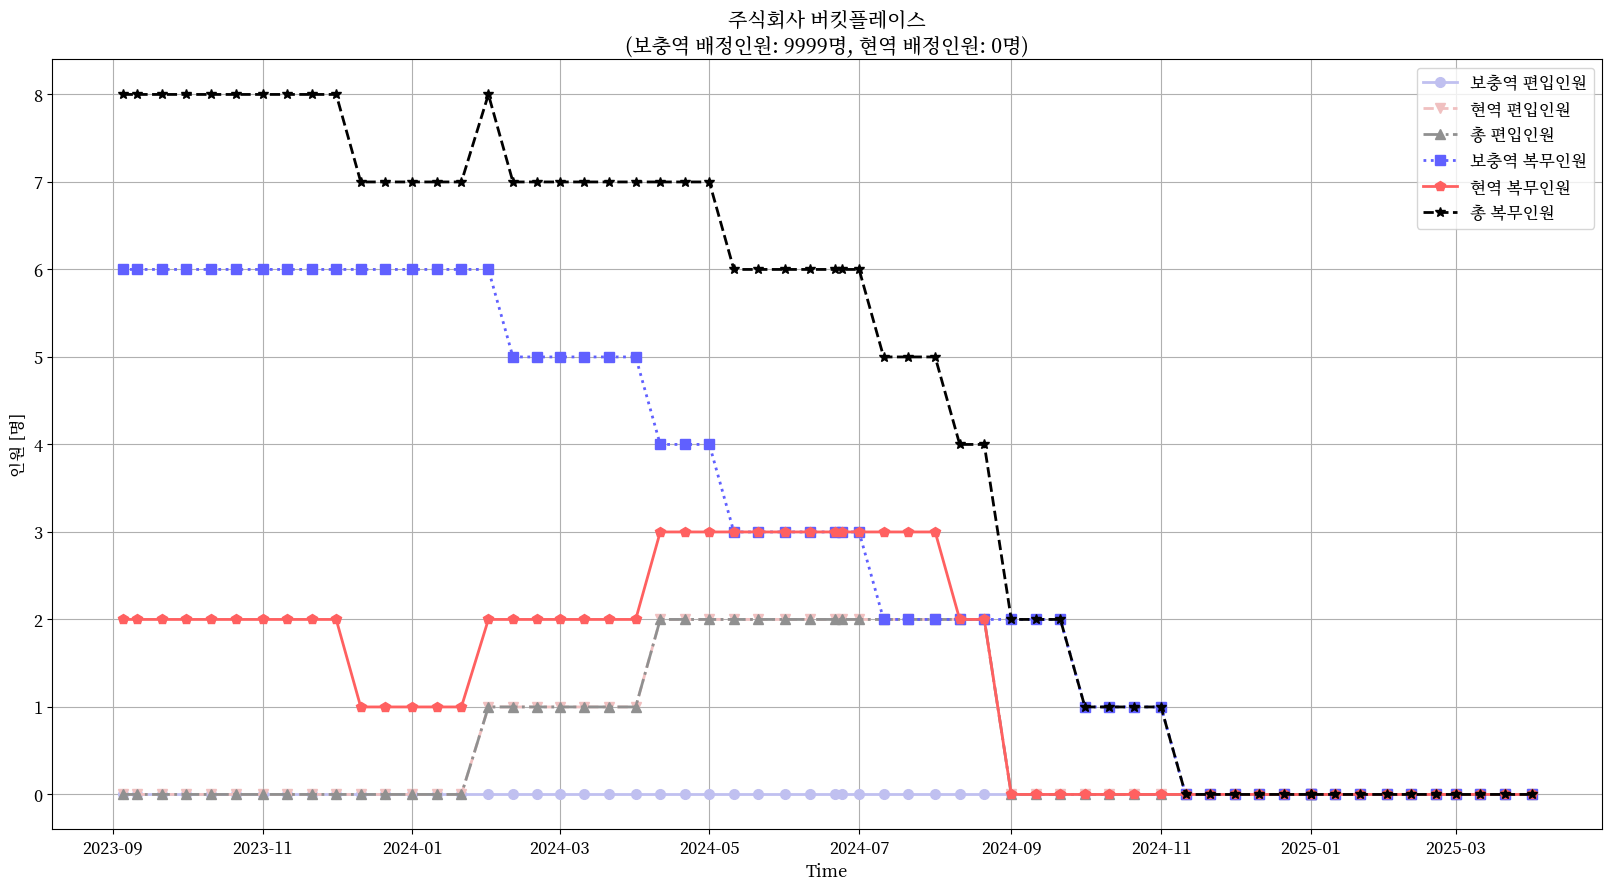 주식회사 버킷플레이스
(보충역 배정인원: 9999명, 현역 배정인원: 0명)
보충역 편입인원
현역 편입인원
총 편입인원
보충역 복무인원
현역 복무인원
총 복무인원
인원 [명]
8
7
6
5
4
3
2
1
0
2023-09
2023-11
2024-01
2024-03
2024-05
2024-07
2024-09
2024-11
2025-01
2025-03
Time